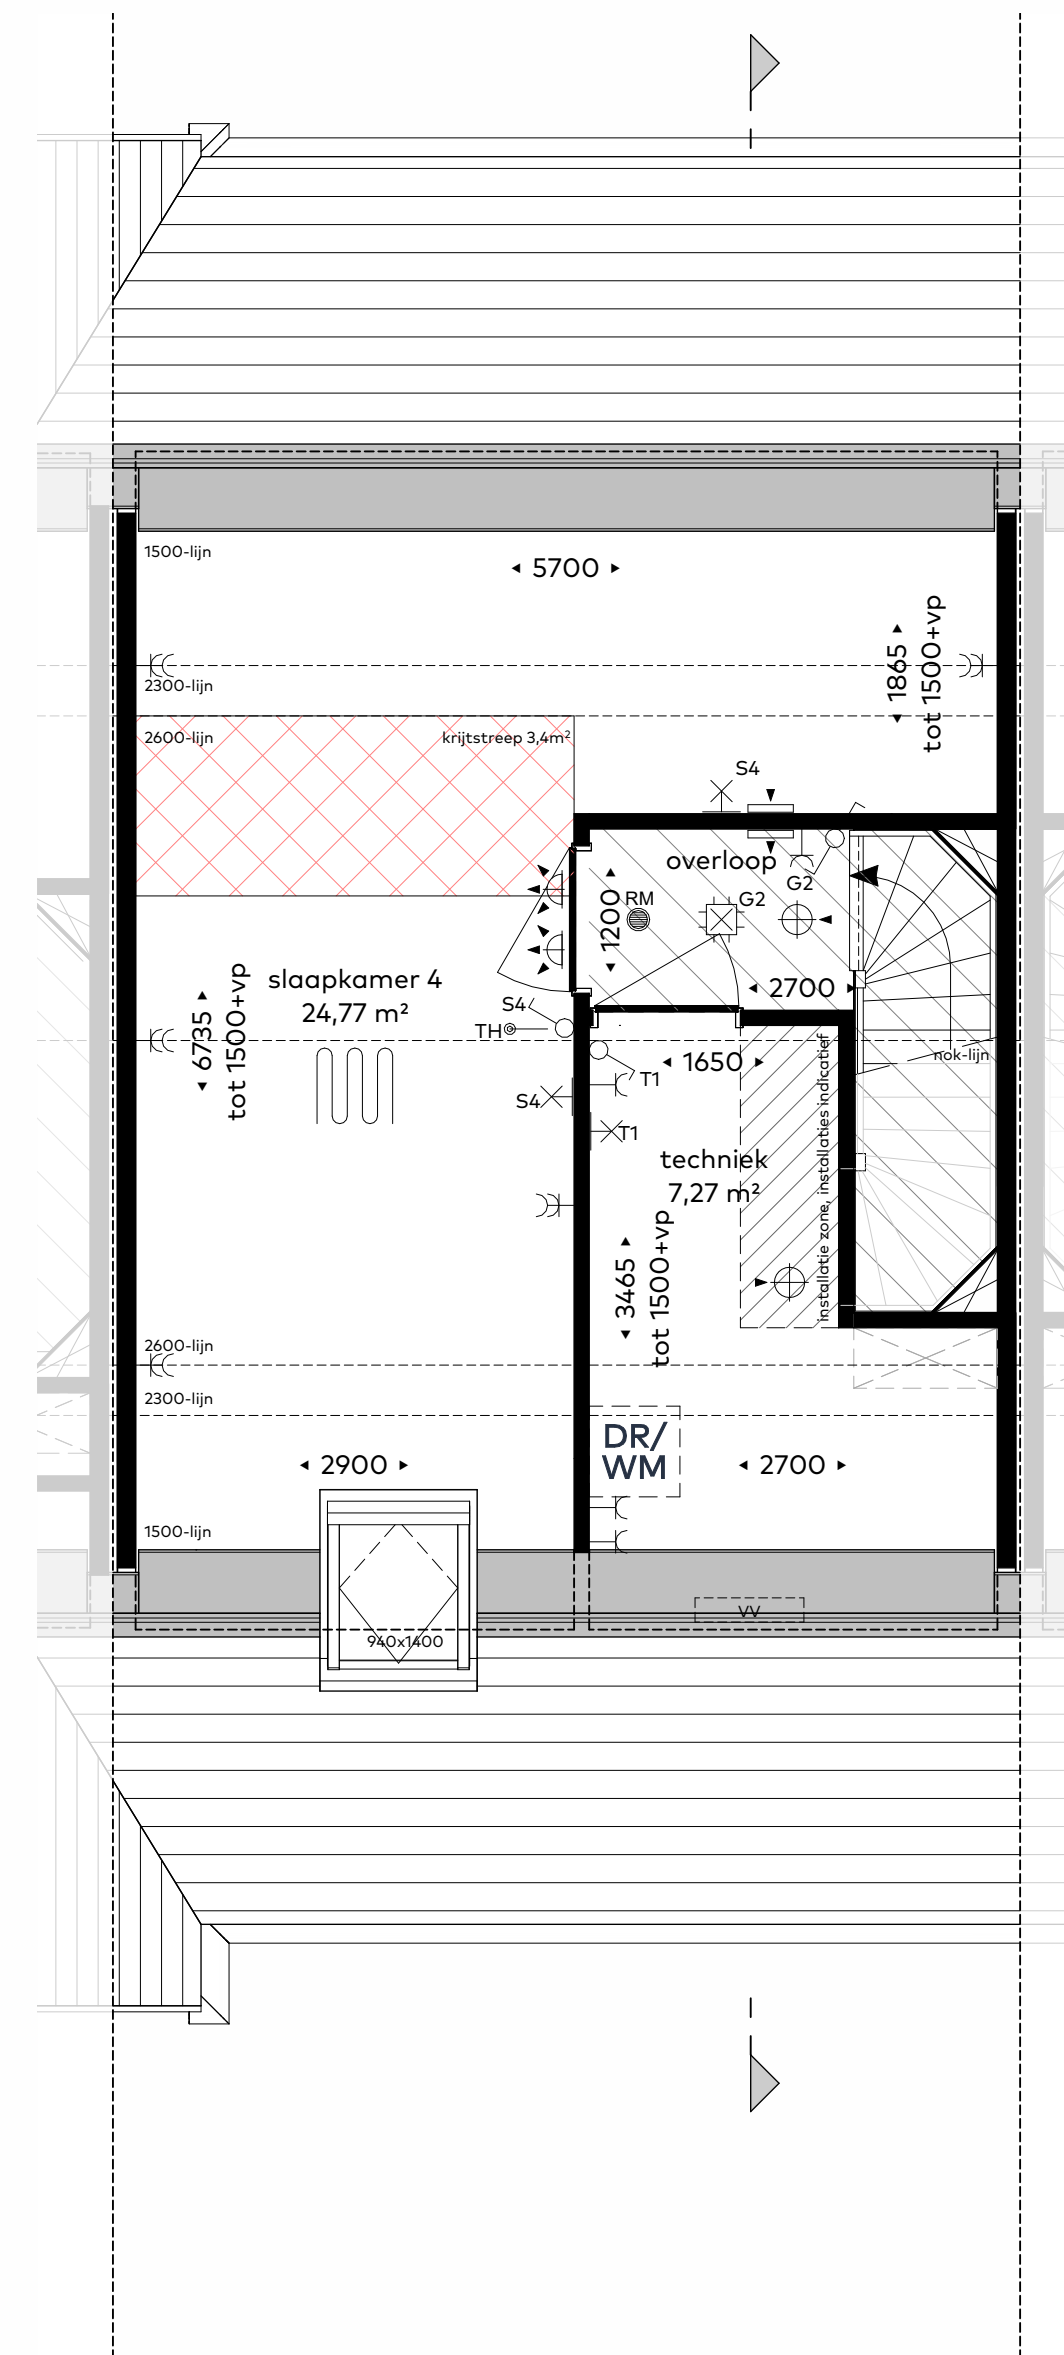 1500-lijn
5700
1865
tot 1500+vp
2300-lijn
2600-lijn
krijtstreep 3,4m²
S4
overloop
G2
RM
G2
1200
2700
slaapkamer 4
24,77 m²
S4
TH
6735
tot 1500+vp
1650
nok-lijn
T1
S4
T1
techniek
7,27 m²
installatie zone, installaties indicatief
3465
tot 1500+vp
2600-lijn
2300-lijn
DR/
WM
2900
2700
1500-lijn
VV
940x1400